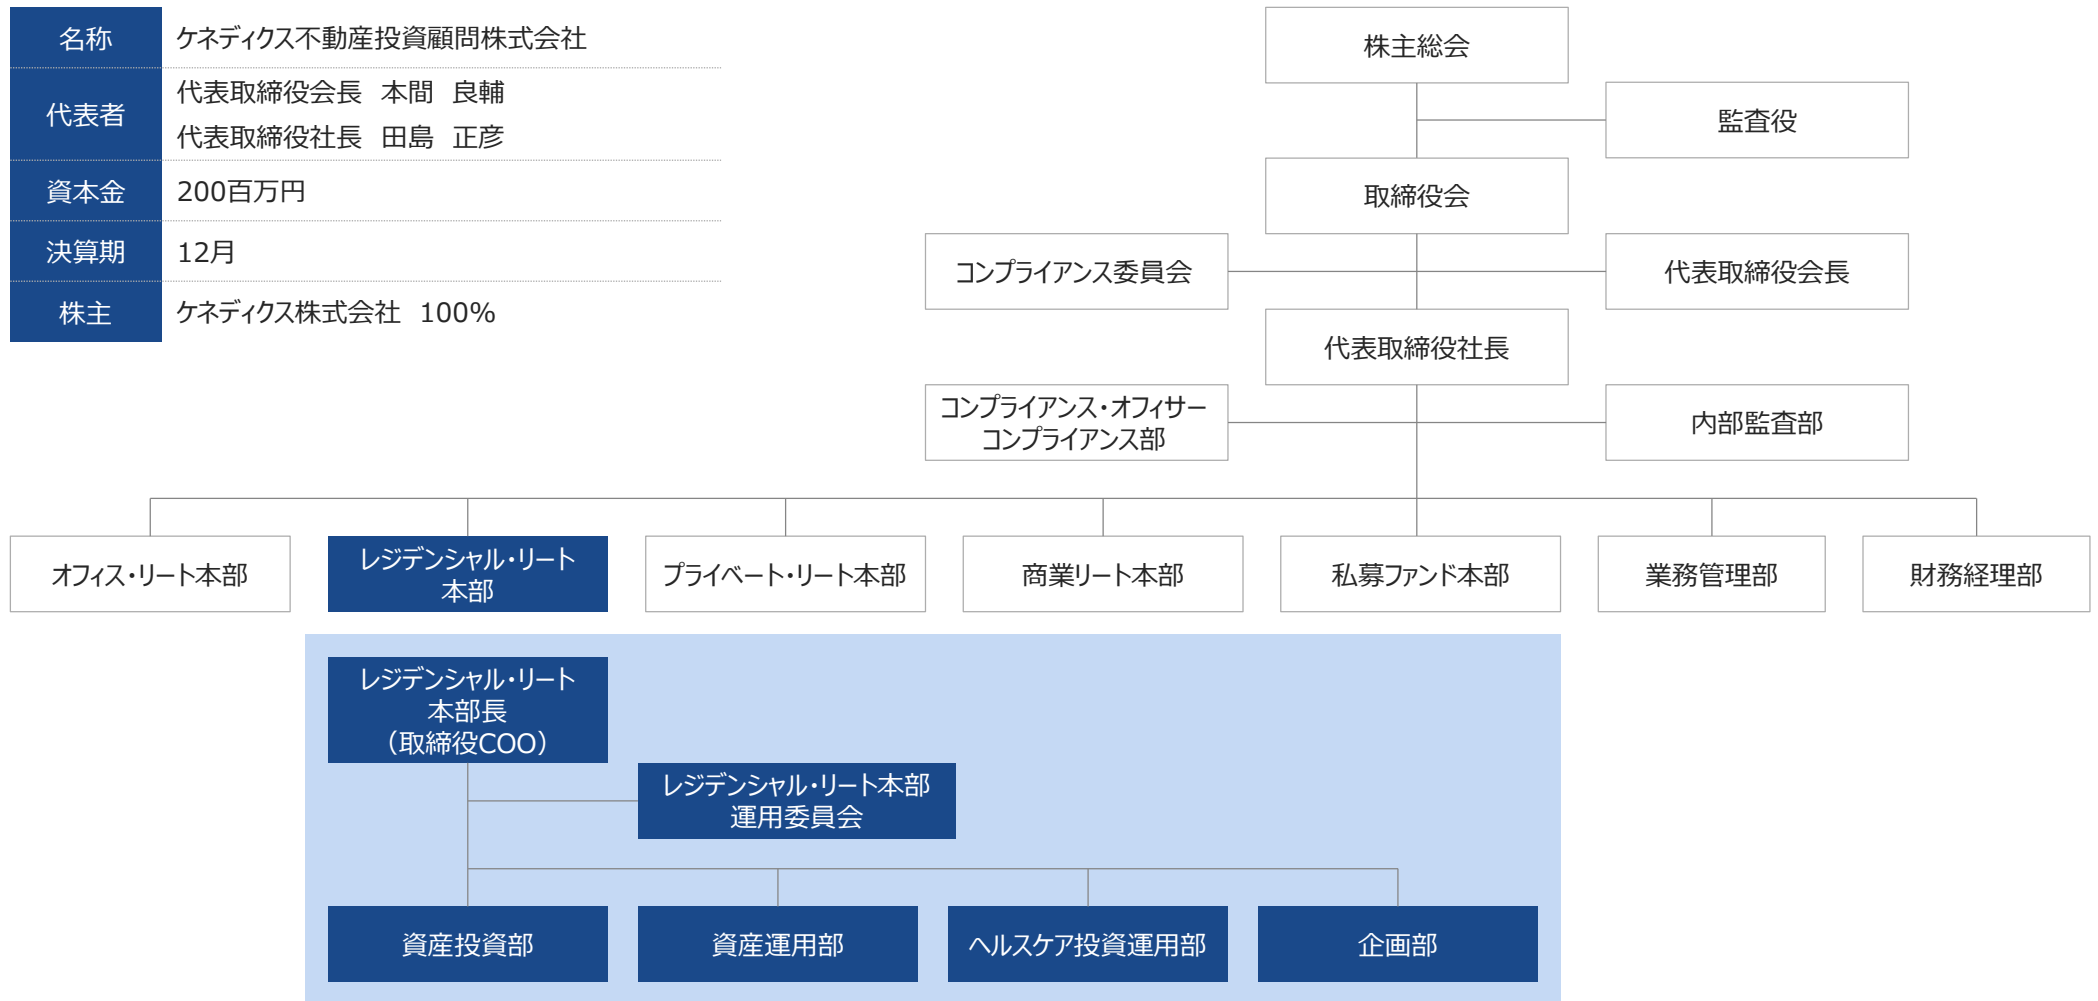 名称 ケネディクス不動産投資顧問株式会社
代表者 代表取締役会長 本間 良輔
代表取締役社長 田島 正彦
資本金 200百万円
決算期 12月
株主 ケネディクス株式会社 100%
株主総会
監査役
取締役会
コンプライアンス委員会
代表取締役会長
代表取締役社長
コンプライアンス・オフィサー
コンプライアンス部
内部監査部
オフィス・リート本部
レジデンシャル・リート
本部
プライベート・リート本部
商業リート本部
私募ファンド本部
業務管理部
財務経理部
レジデンシャル・リート
本部長
（取締役COO）
レジデンシャル・リート本部
運用委員会
資産投資部
資産運用部
ヘルスケア投資運用部
企画部